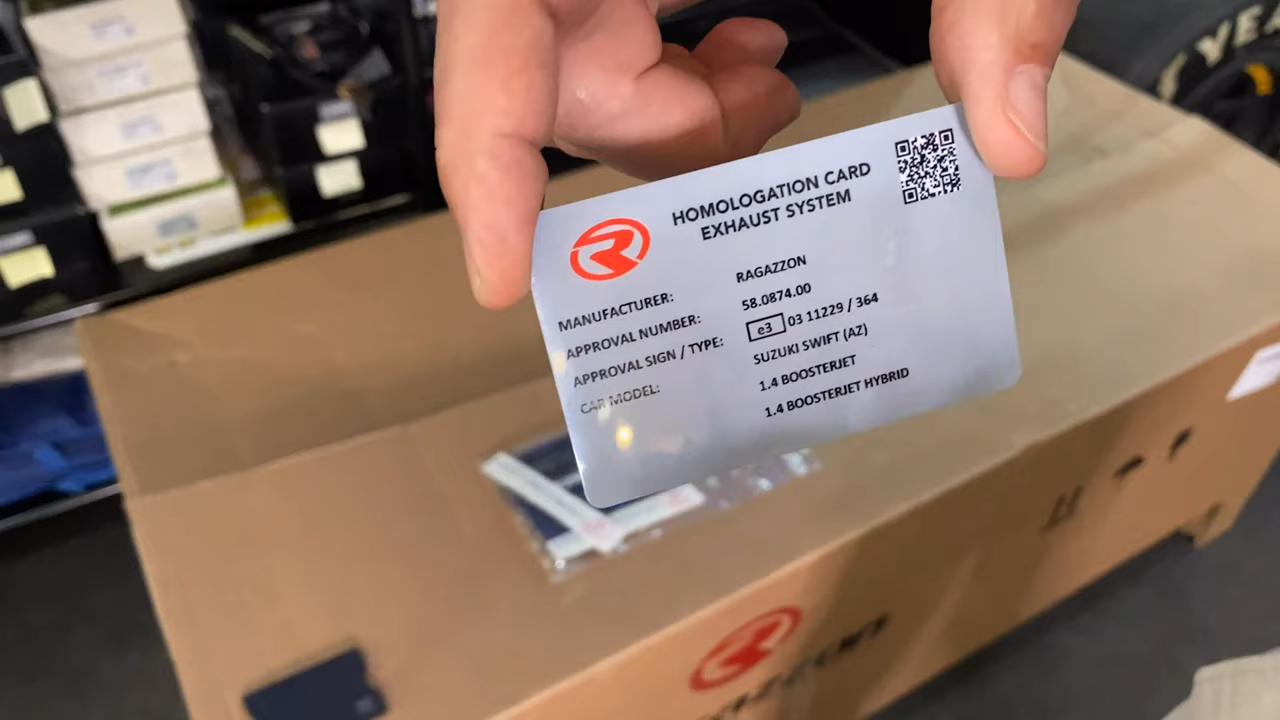 HOMOLOGATION CARD
EXHAUST SYSTEM
MANUFACTURER: RAGAZZON
APPROVAL NUMBER: 58.0874.00
APPROVAL SIGN / TYPE: e3 03 11229 / 364
CAR MODEL: SUZUKI SWIFT (AZ)
1.4 BOOSTERJET
1.4 BOOSTERJET HYBRID
YEA